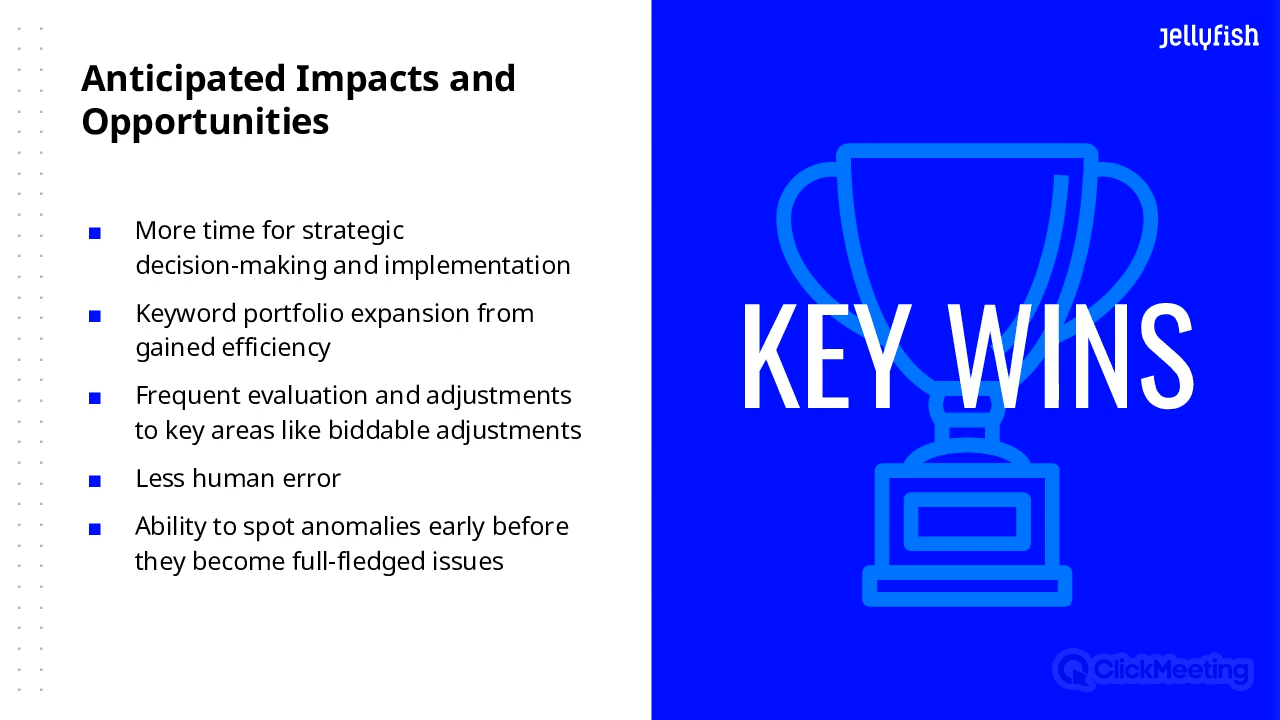 Anticipated Impacts and
Opportunities
■ More time for strategic
decision-making and implementation
■ Keyword portfolio expansion from
gained efficiency
■ Frequent evaluation and adjustments
to key areas like biddable adjustments
■ Less human error
■ Ability to spot anomalies early before
they become full-fledged issues
jellyfish
KEY WINS
ClickMeeting